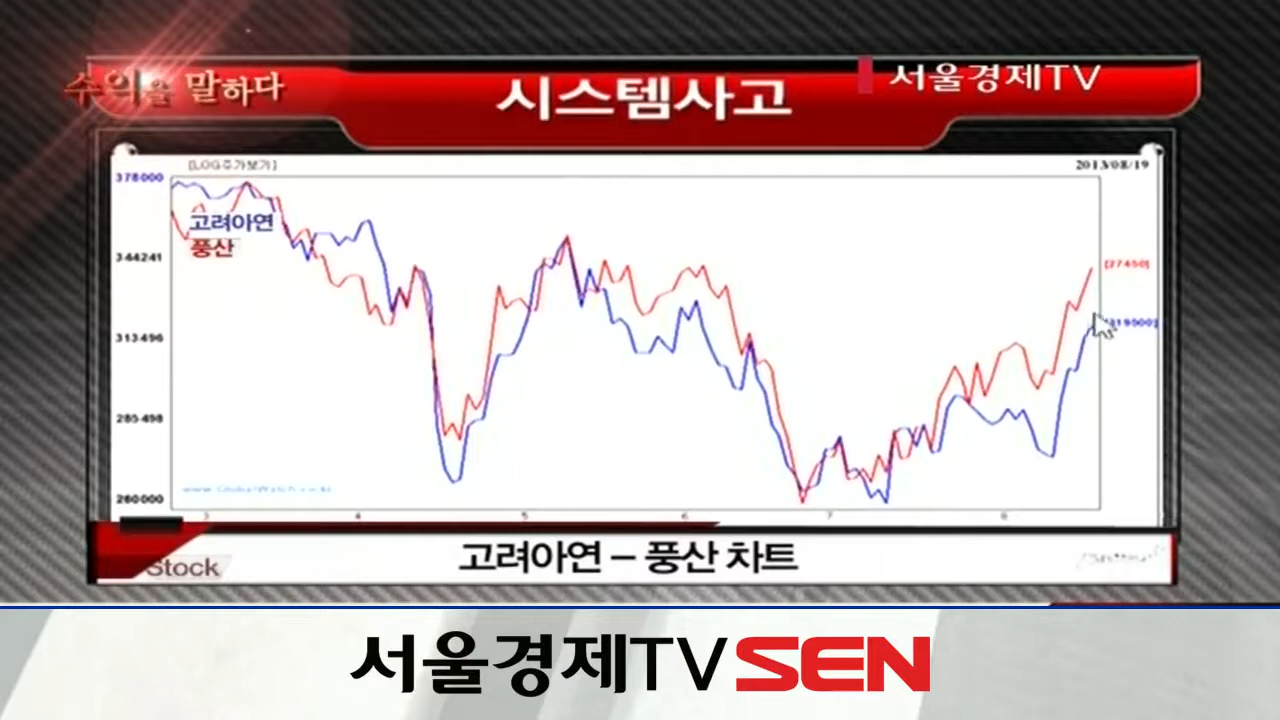 수익을 말하다
시스템사고
서울경제TV
[LOG주가보기]
2013/08/19
378000
고려아연
풍산
344241
[27450]
313496
285498
260000
3 4 5 6 7 8
Stock
고려아연 – 풍산 차트
서울경제TV SEN